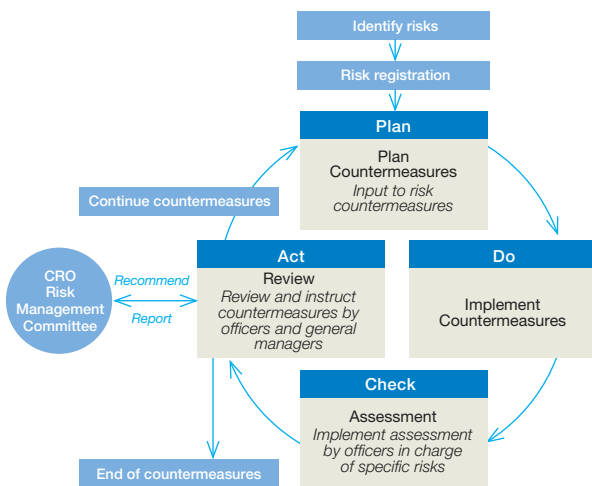 Identify risks
Risk registration
Plan
Plan
Countermeasures
Input to risk
countermeasures
Continue countermeasures
Act
Review
Review and instruct
countermeasures by
officers and general
managers
Do
Implement
Countermeasures
CRO
Risk
Management
Committee
Recommend
Report
Check
Assessment
Implement assessment
by officers in charge
of specific risks
End of countermeasures